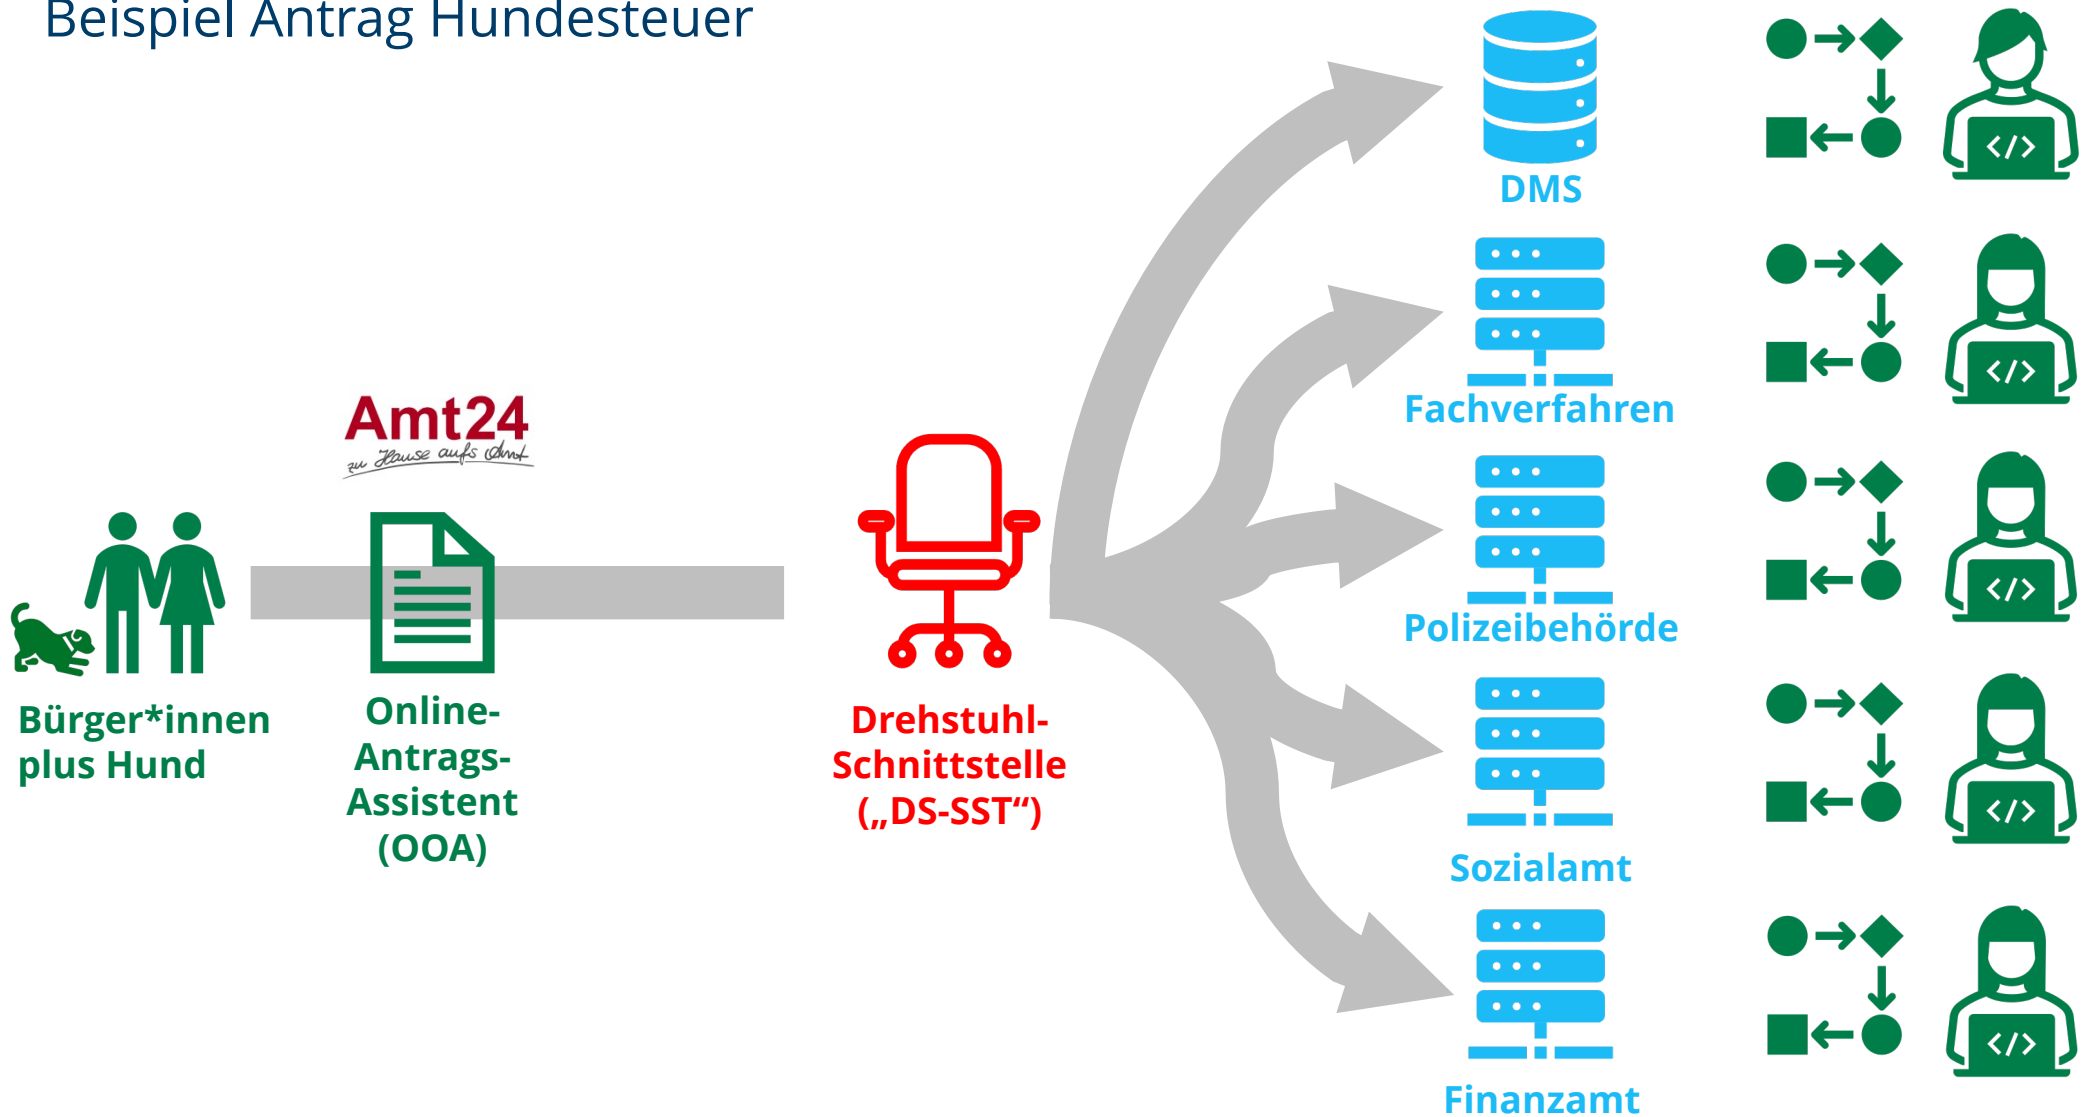 Beispiel Antrag Hundesteuer
DMS
Fachverfahren
Amt24
zu Hause aufs Amt
Polizeibehörde
Bürger*innen
plus Hund
Online-
Antrags-
Assistent
(OOA)
Drehstuhl-
Schnittstelle
(„DS-SST“)
Sozialamt
Finanzamt